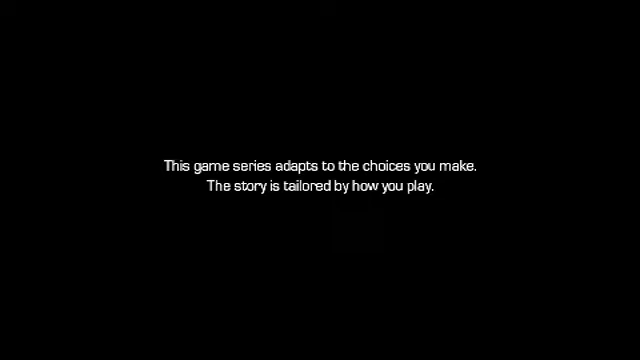 This game series adapts to the choices you make.
The story is tailored by how you play.